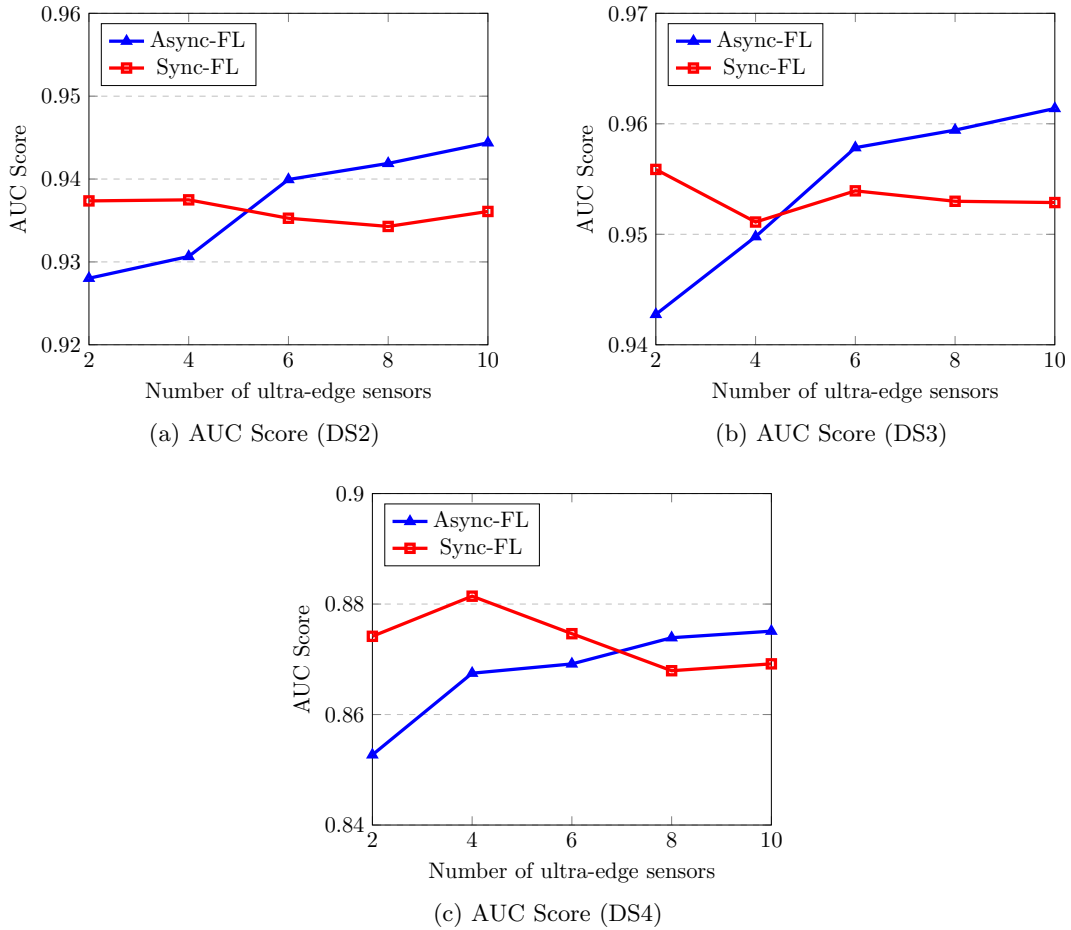 0.96
0.95
0.94
0.93
0.92
AUC Score
Async-FL
Sync-FL
2 4 6 8 10
Number of ultra-edge sensors
(a) AUC Score (DS2)
0.97
0.96
0.95
0.94
AUC Score
Async-FL
Sync-FL
2 4 6 8 10
Number of ultra-edge sensors
(b) AUC Score (DS3)
0.9
0.88
0.86
0.84
AUC Score
Async-FL
Sync-FL
2 4 6 8 10
Number of ultra-edge sensors
(c) AUC Score (DS4)